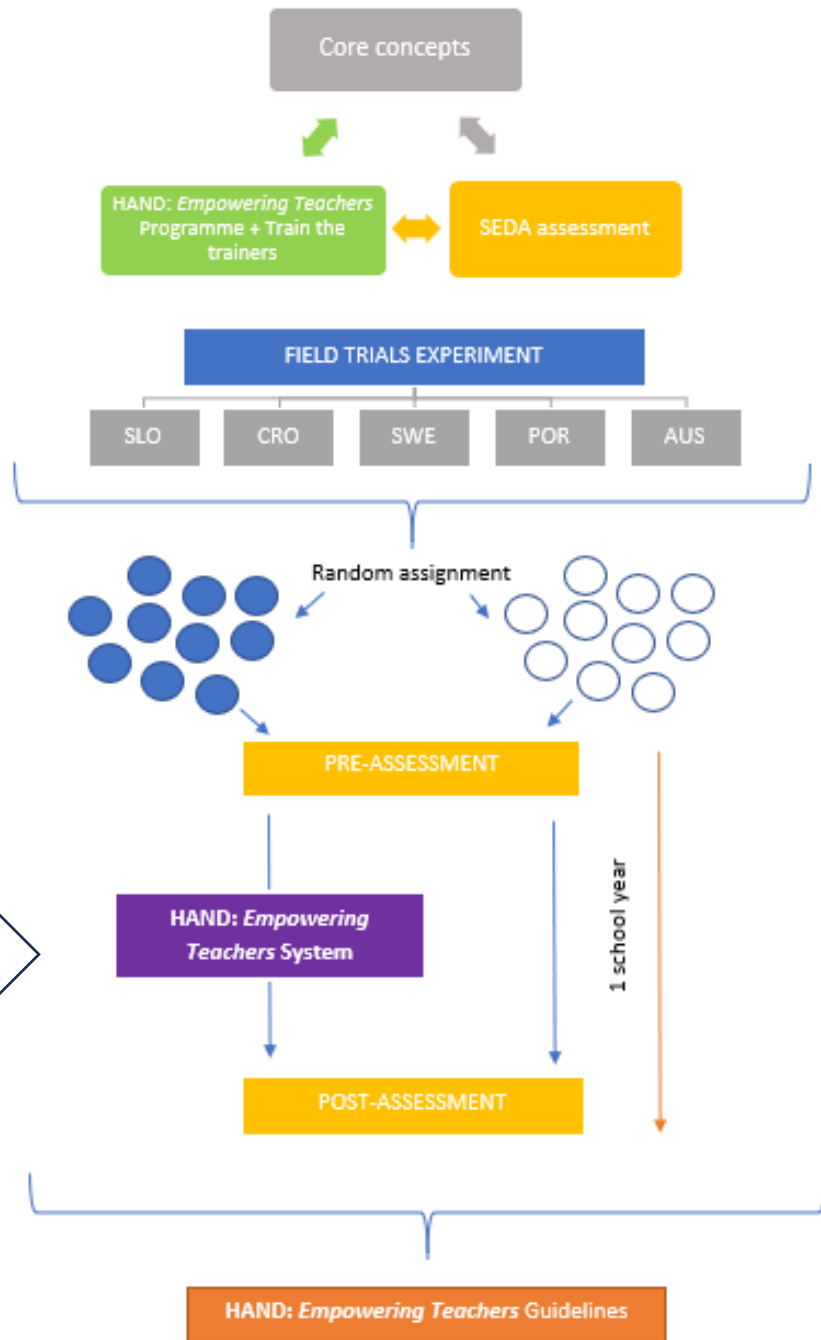 Core concepts
HAND: Empowering Teachers
Programme + Train the
trainers
SEDA assessment
FIELD TRIALS EXPERIMENT
SLO
CRO
SWE
POR
AUS
Random assignment
PRE-ASSESSMENT
HAND: Empowering
Teachers System
1 school year
POST-ASSESSMENT
HAND: Empowering Teachers Guidelines